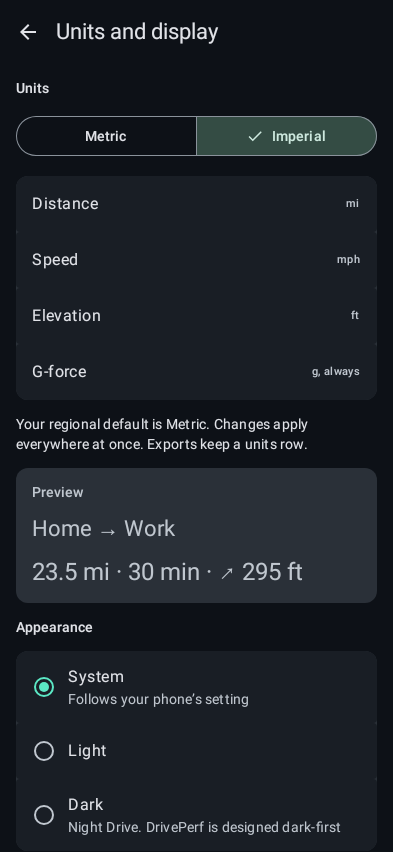 Units and display
Units
Metric
Imperial
Distance
mi
Speed
mph
Elevation
ft
G-force
g, always
Your regional default is Metric. Changes apply
everywhere at once. Exports keep a units row.
Preview
Home → Work
23.5 mi · 30 min · ↗ 295 ft
Appearance
System
Follows your phone’s setting
Light
Dark
Night Drive. DrivePerf is designed dark-first